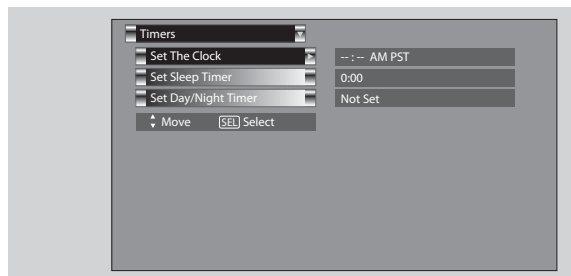 Timers
Set The Clock -- : -- AM PST
Set Sleep Timer 0:00
Set Day/Night Timer Not Set
Move SEL Select